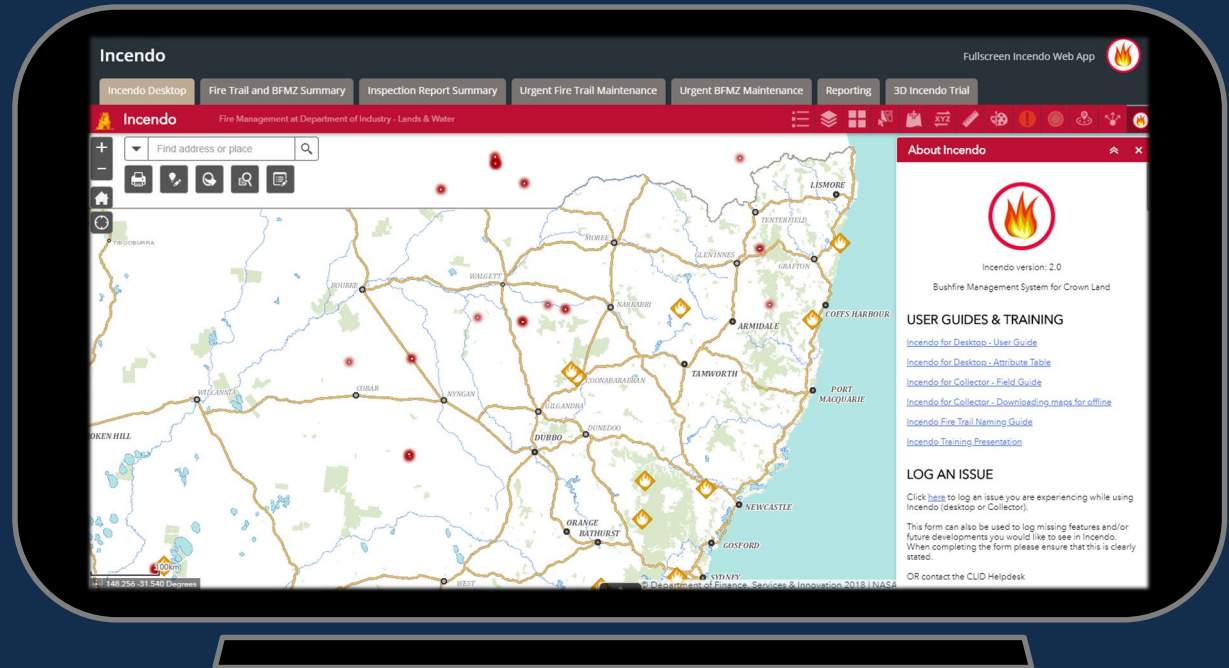 Incendo
Fullscreen Incendo Web App
Incendo Desktop
Fire Trail and BFMZ Summary
Inspection Report Summary
Urgent Fire Trail Maintenance
Urgent BFMZ Maintenance
Reporting
3D Incendo Trial
Incendo
Fire Management at Department of Industry - Lands & Water
XYZ
+
Find address or place
−
LISMORE
TENTERFIELD
TIBOOBURRA
MOREE
GLEN INNES
GRAFTON
WALGETT
BOURKE
NARRABRI
COFFS HARBOUR
ARMIDALE
TAMWORTH
COONABARABRAN
COBAR
NYNGAN
PORT
MACQUARIE
WILCANNIA
GILGANDRA
DUNEDOO
OKEN HILL
DUBBO
NEWCASTLE
ORANGE
BATHURST
GOSFORD
SYDNEY
WEST
100km
148.256 -31.540 Degrees
© Department of Finance, Services & Innovation 2018 | NASA
About Incendo
Incendo version: 2.0
Bushfire Management System for Crown Land
USER GUIDES & TRAINING
Incendo for Desktop - User Guide
Incendo for Desktop - Attribute Table
Incendo for Collector - Field Guide
Incendo for Collector - Downloading maps for offline
Incendo Fire Trail Naming Guide
Incendo Training Presentation
LOG AN ISSUE
Click here to log an issue you are experiencing while using
Incendo (desktop or Collector).
This form can also be used to log missing features and/or
future developments you would like to see in Incendo.
When completing the form please ensure that this is clearly
stated.
OR contact the CLID Helpdesk